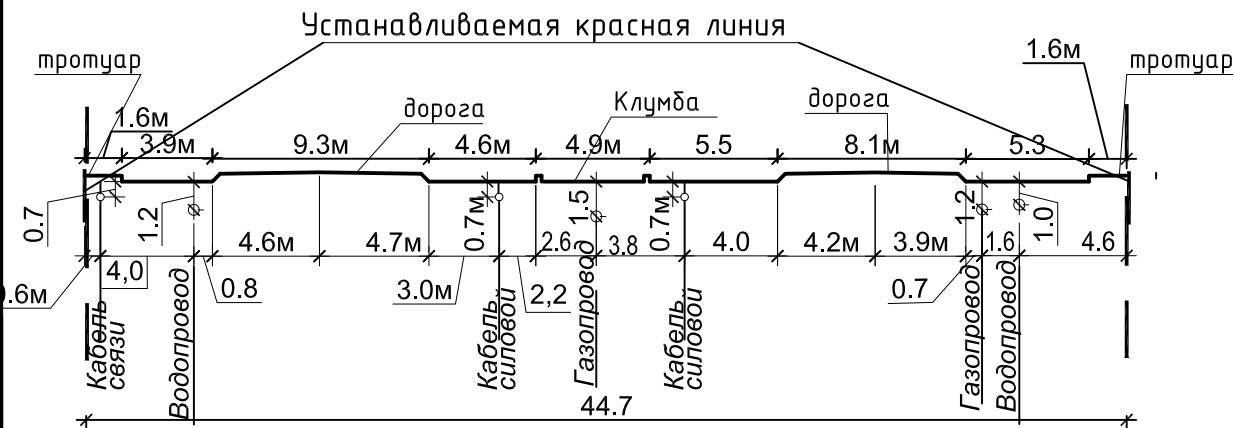 Устанавливаемая красная линия
тротуар
1.6м
тротуар
1.6м
дорога
Клумба
дорога
3.9м
9.3м
4.6м
4.9м
5.5
8.1м
5.3
0.7
1.2
0.7м
1.5
0.7м
1.2
1.0
4.6м
4.7м
2.6
3.8
4.0
4.2м
3.9м
1.6
4.6
4,0
0.8
3.0м
2,2
0.7
Кабель
связи
Водопровод
Кабель
силовой
Газопровод
Кабель
силовой
Газопровод
Водопровод
44.7